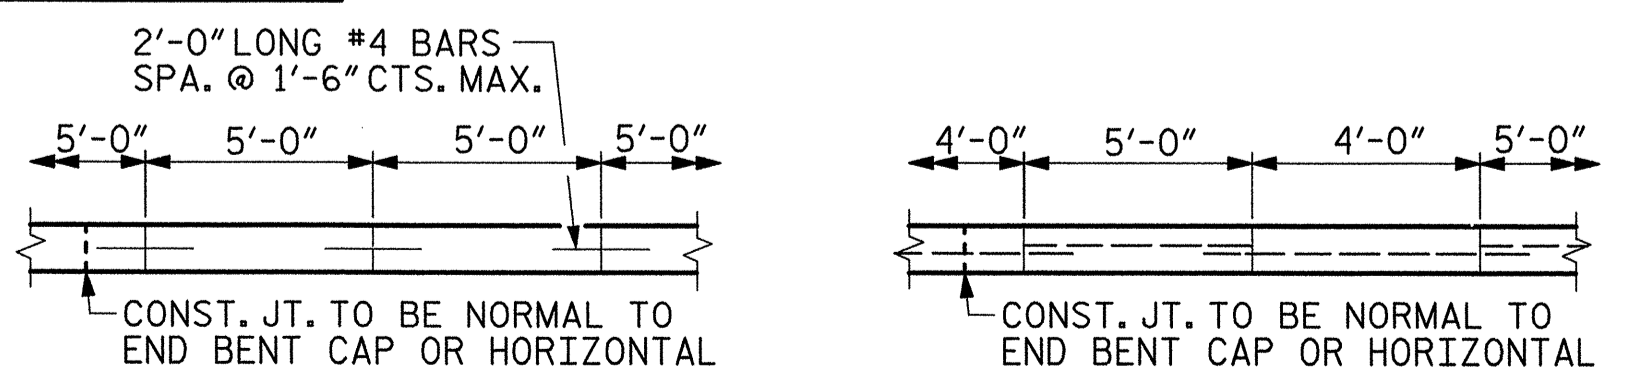 2'-0" LONG #4 BARS
SPA. @ 1'-6" CTS. MAX.
5'-0" 5'-0" 5'-0" 5'-0"
CONST. JT. TO BE NORMAL TO
END BENT CAP OR HORIZONTAL
4'-0" 5'-0" 4'-0" 5'-0"
CONST. JT. TO BE NORMAL TO
END BENT CAP OR HORIZONTAL